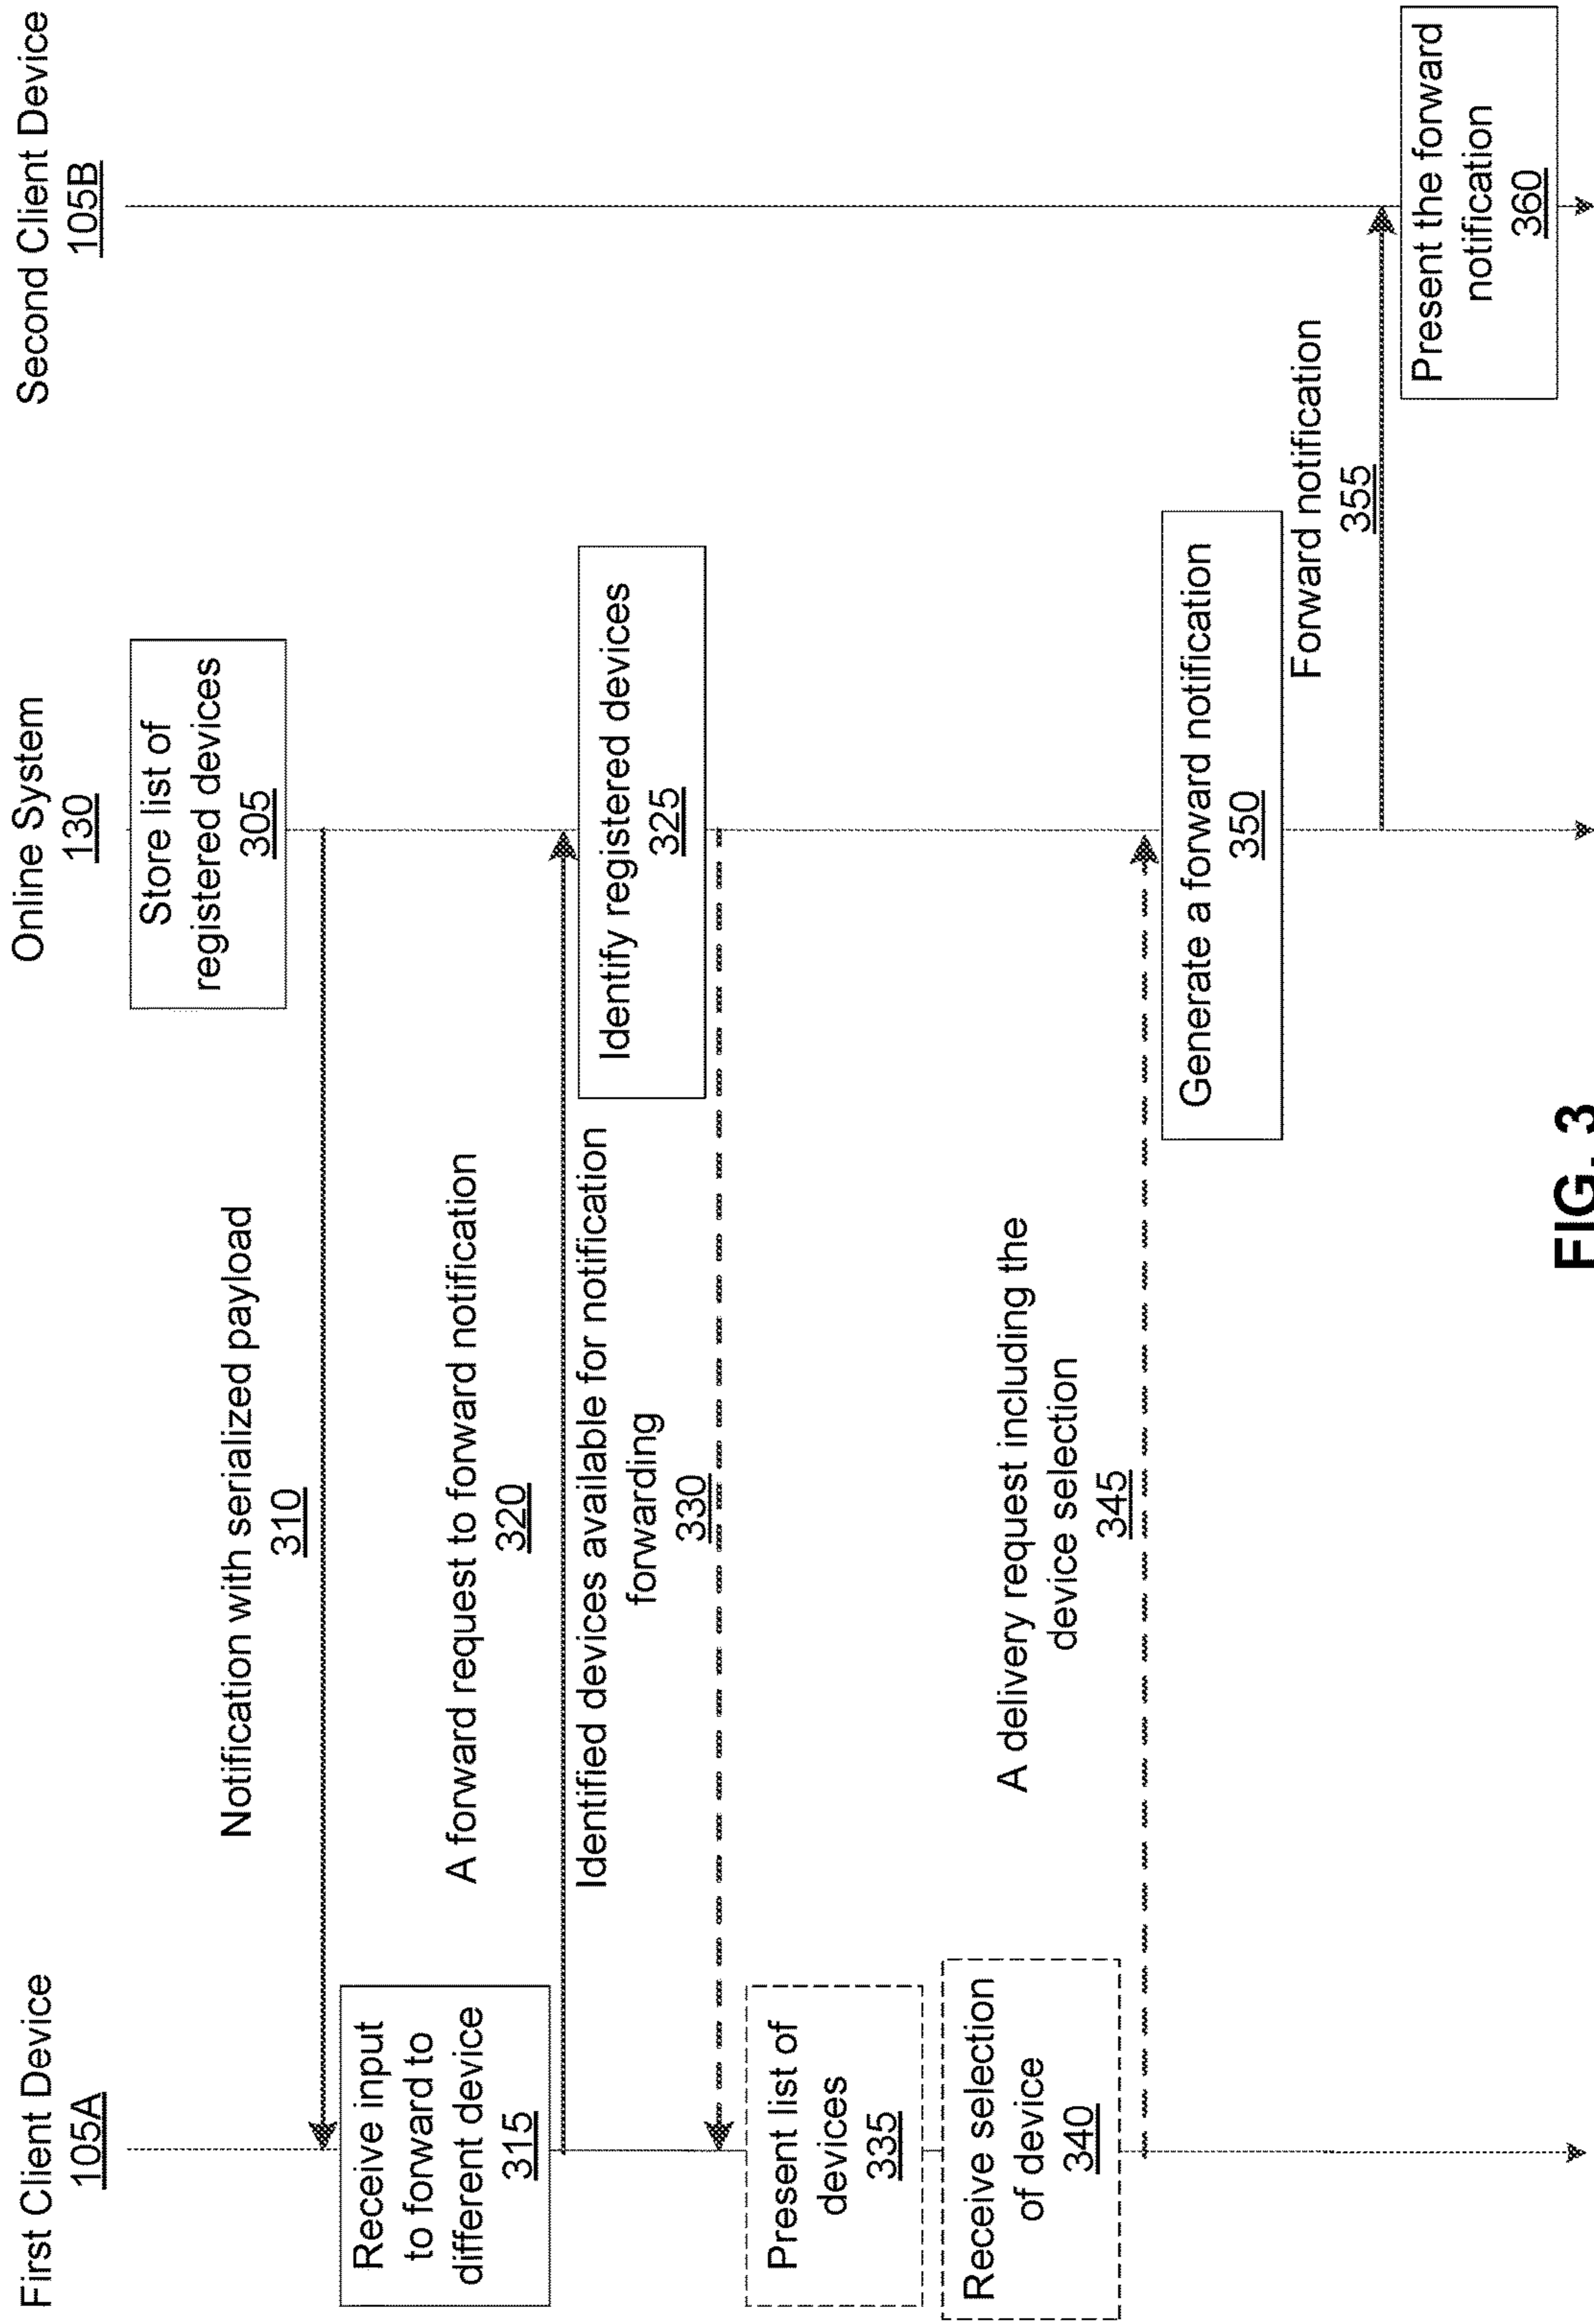 First Client Device
105A
Online System
130
Second Client Device
105B
Store list of
registered devices
305
Notification with serialized payload
310
Receive input
to forward to
different device
315
A forward request to forward notification
320
Identify registered devices
325
Identified devices available for notification
forwarding
330
Present list of
devices
335
Receive selection
of device
340
A delivery request including the
device selection
345
Generate a forward notification
350
Forward notification
355
Present the forward
notification
360
FIG. 3